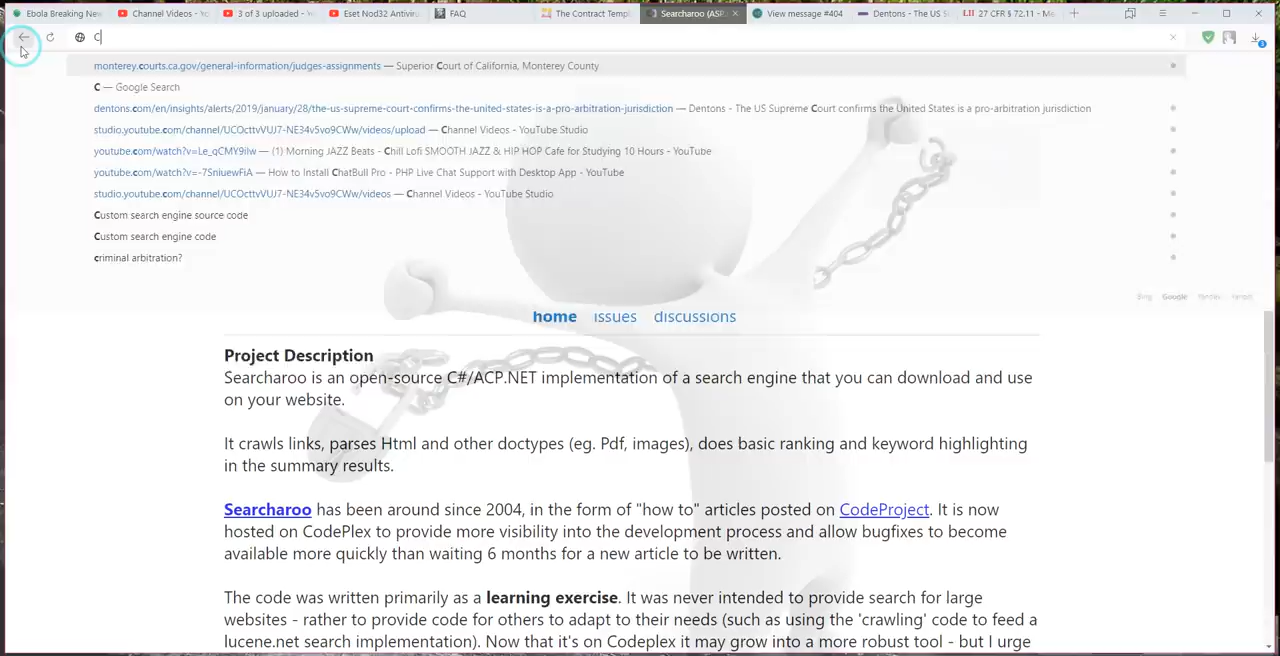 Ebola Breaking New
Channel Videos - Yo
3 of 3 uploaded - Y
Eset Nod32 Antiviru
FAQ
The Contract Templ
Searcharoo (ASP.
View message #404
Dentons - The US Su
LII 27 CFR § 72.11 - Me
C
monterey.courts.ca.gov/general-information/judges-assignments — Superior Court of California, Monterey County
C — Google Search
dentons.com/en/insights/alerts/2019/january/28/the-us-supreme-court-confirms-the-united-states-is-a-pro-arbitration-jurisdiction — Dentons - The US Supreme Court confirms the United States is a pro-arbitration jurisdiction
studio.youtube.com/channel/UCOcttvVUJ7-NE34v5vo9CWw/videos/upload — Channel Videos - YouTube Studio
youtube.com/watch?v=Le_qCMY9ilw — (1) Morning JAZZ Beats - Chill Lofi SMOOTH JAZZ & HIP HOP Cafe for Studying 10 Hours - YouTube
youtube.com/watch?v=-7SniuewFiA — How to Install ChatBull Pro - PHP Live Chat Support with Desktop App - YouTube
studio.youtube.com/channel/UCOcttvVUJ7-NE34v5vo9CWw/videos — Channel Videos - YouTube Studio
Custom search engine source code
Custom search engine code
criminal arbitration?
Bing Google Yandex
home issues discussions
Project Description
Searcharoo is an open-source C#/ACP.NET implementation of a search engine that you can download and use
on your website.
It crawls links, parses Html and other doctypes (eg. Pdf, images), does basic ranking and keyword highlighting
in the summary results.
Searcharoo has been around since 2004, in the form of "how to" articles posted on CodeProject. It is now
hosted on CodePlex to provide more visibility into the development process and allow bugfixes to become
available more quickly than waiting 6 months for a new article to be written.
The code was written primarily as a learning exercise. It was never intended to provide search for large
websites - rather to provide code for others to adapt to their needs (such as using the 'crawling' code to feed a
lucene.net search implementation). Now that it's on Codeplex it may grow into a more robust tool - but I urge